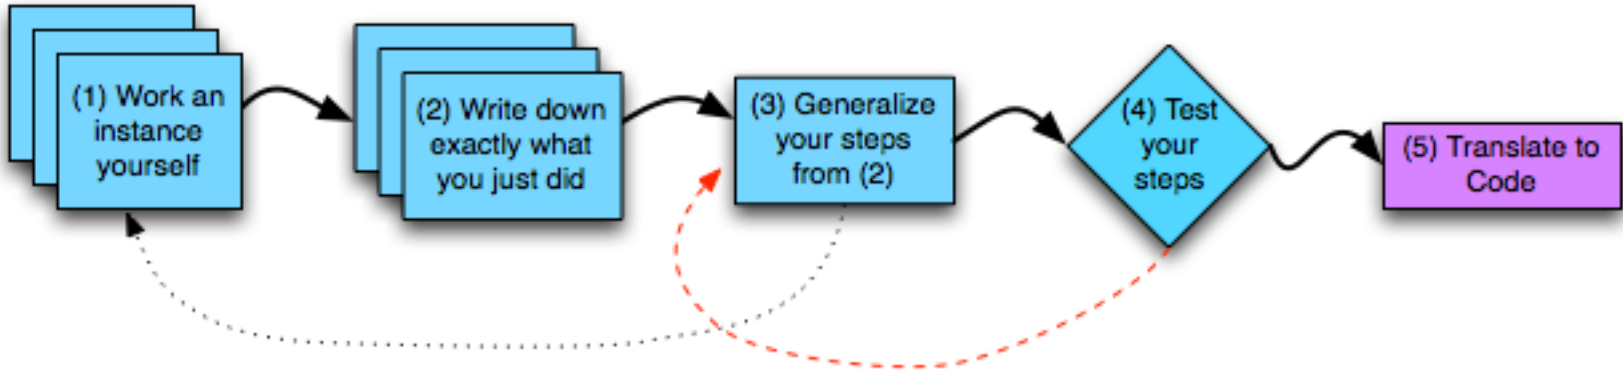 (1) Work an
instance
yourself
(2) Write down
exactly what
you just did
(3) Generalize
your steps
from (2)
(4) Test
your
steps
(5) Translate to
Code